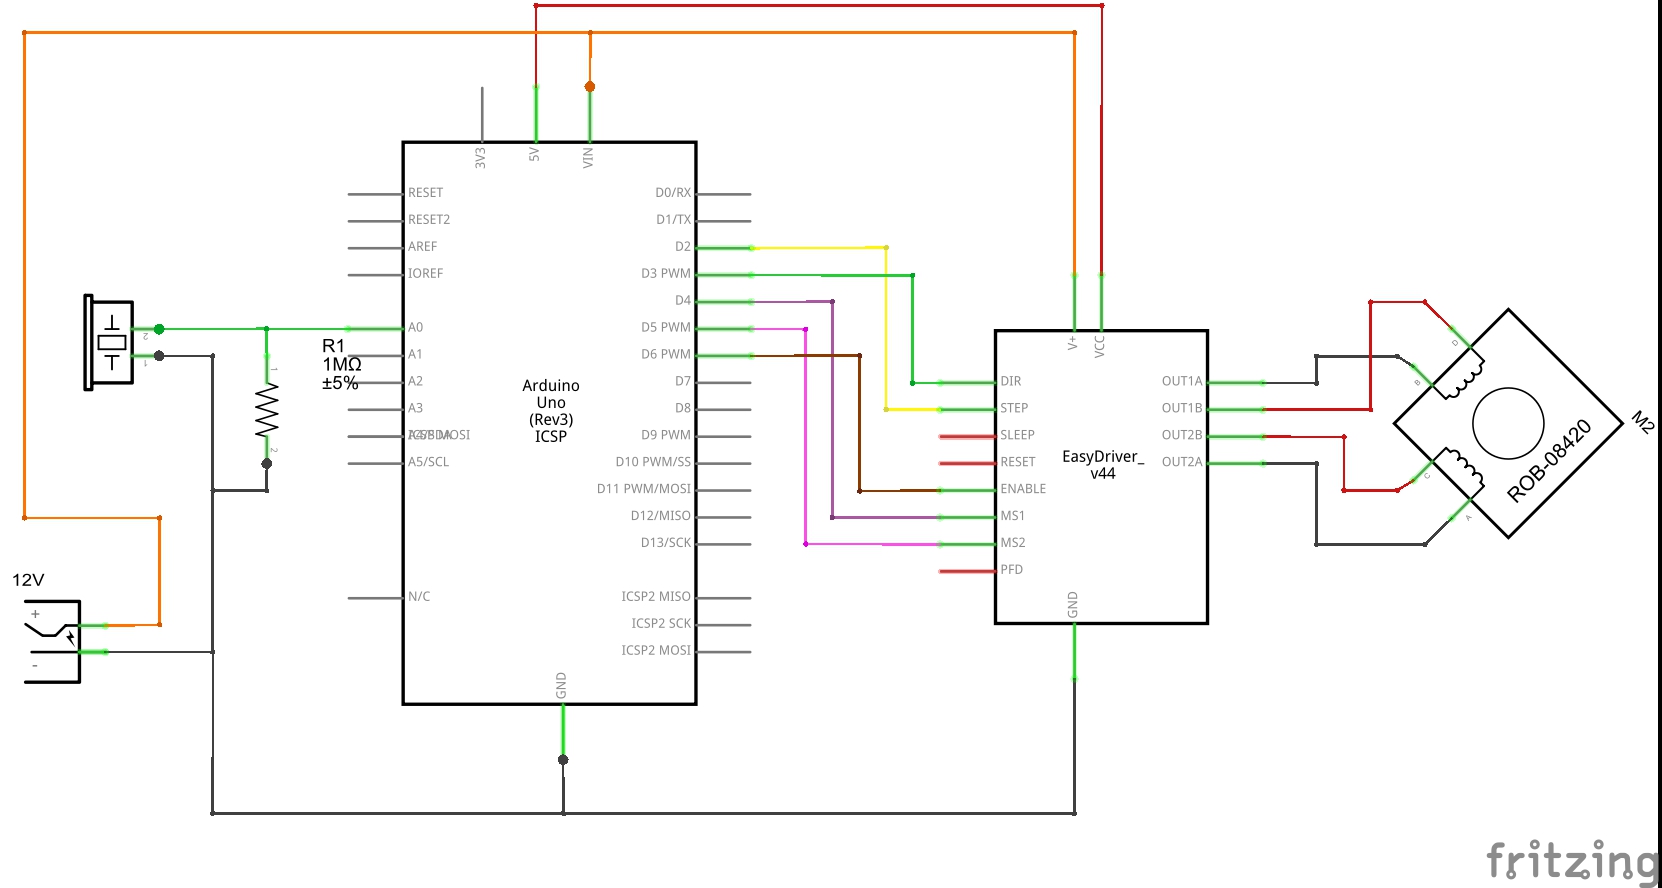 3V3
5V
VIN
RESET
RESET2
AREF
IOREF
A0
A1
A2
A3
A5/SCL
N/C
D0/RX
D1/TX
D2
D3 PWM
D4
D5 PWM
D6 PWM
D7
D8
D9 PWM
D10 PWM/SS
D11 PWM/MOSI
D12/MISO
D13/SCK
ICSP2 MISO
ICSP2 SCK
ICSP2 MOSI
GND
Arduino
Uno
(Rev3)
ICSP
2
1
R1
1MΩ
±5%
1
2
12V
+
-
V+
VCC
DIR
STEP
SLEEP
RESET
ENABLE
MS1
MS2
PFD
OUT1A
OUT1B
OUT2B
OUT2A
GND
EasyDriver_
v44
D
B
C
A
ROB-08420
M2
fritzing